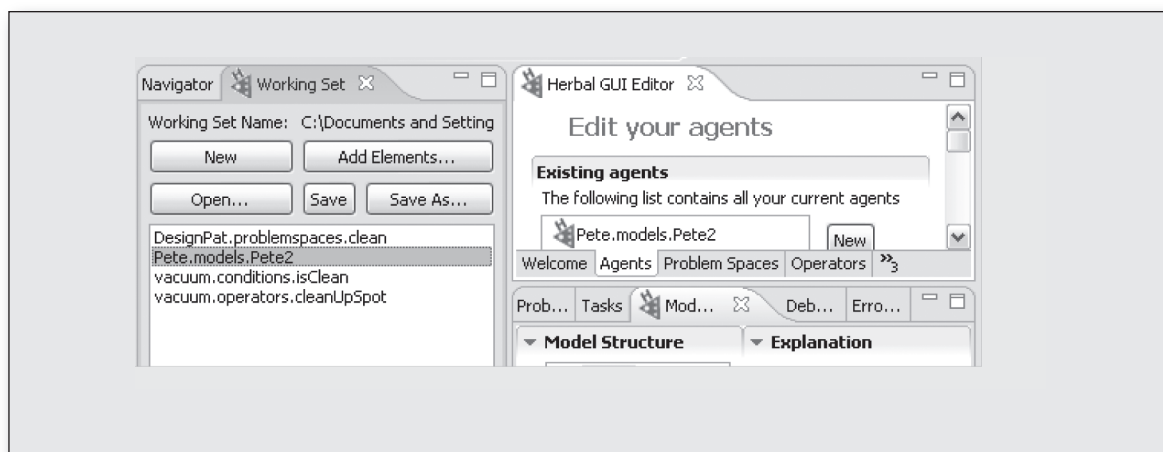 Navigator Working Set
Working Set Name: C:\Documents and Setting
New Add Elements...
Open... Save Save As...
DesignPat.problemspaces.clean
Pete.models.Pete2
vacuum.conditions.isClean
vacuum.operators.cleanUpSpot
Herbal GUI Editor
Edit your agents
Existing agents
The following list contains all your current agents
Pete.models.Pete2 New
Welcome Agents Problem Spaces Operators »3
Prob... Tasks Mod... Deb... Erro...
Model Structure Explanation